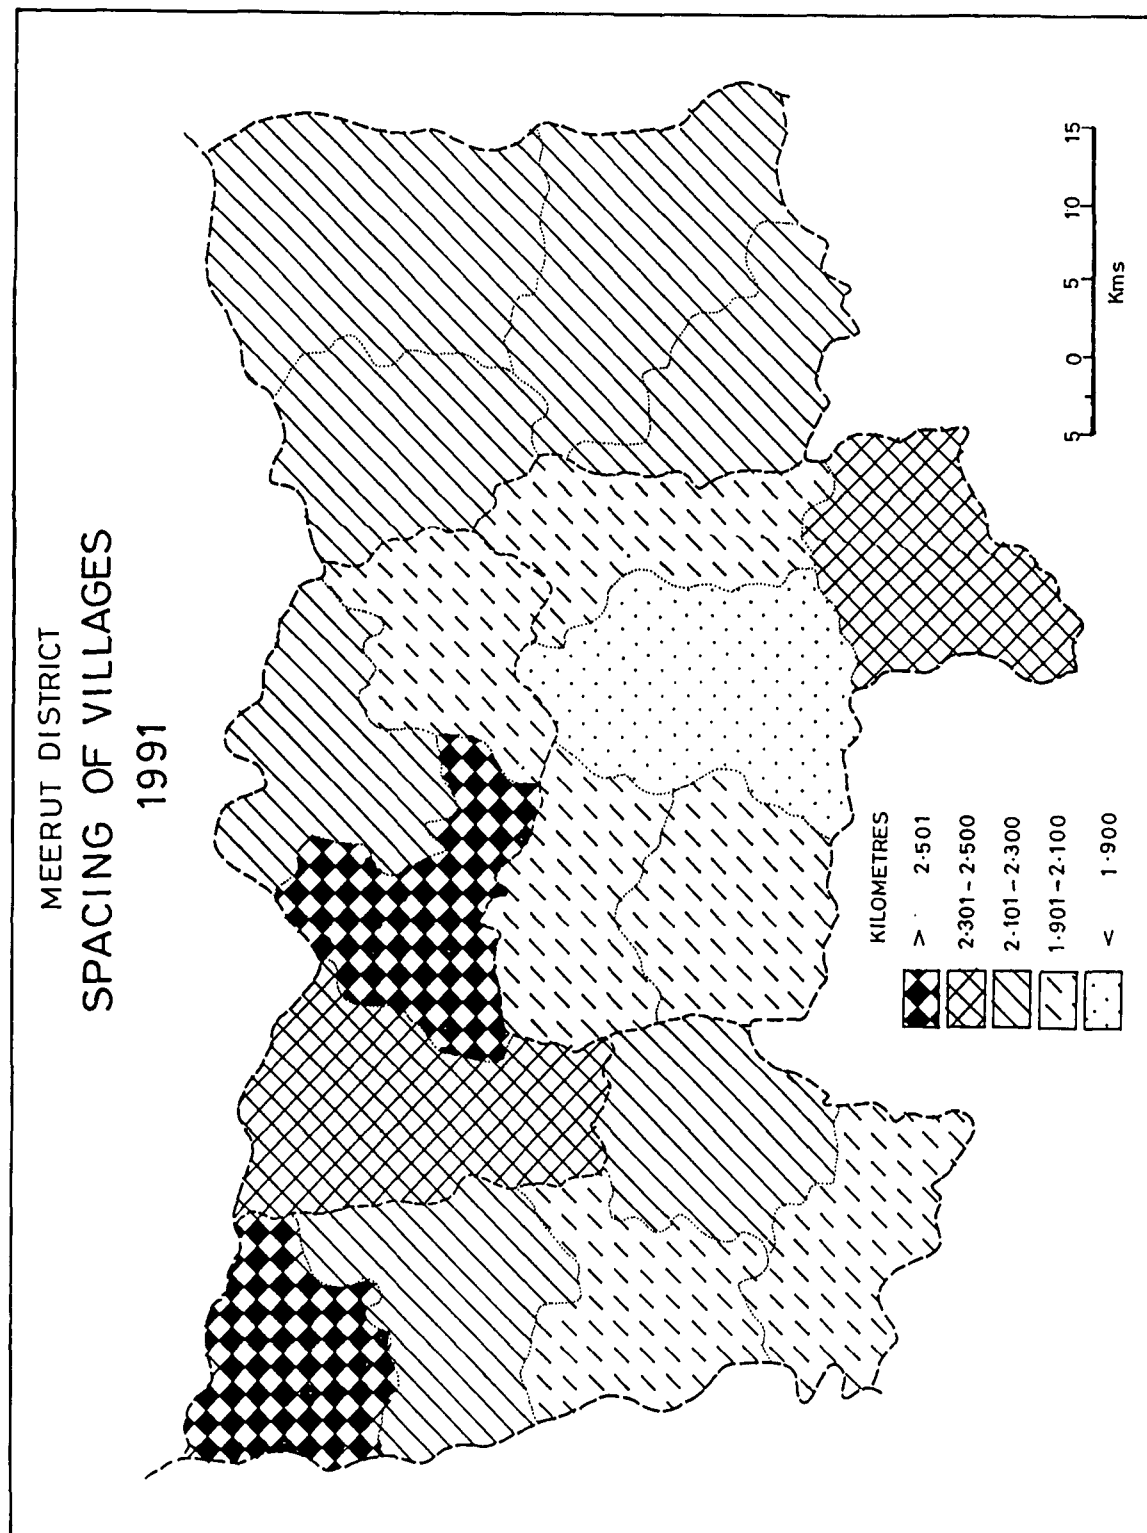 MEERUT DISTRICT
SPACING OF VILLAGES
1991
KILOMETRES
> 2·501
2·301-2·500
2·101-2·300
1·901-2·100
< 1·900
5 0 5 10 15
Kms